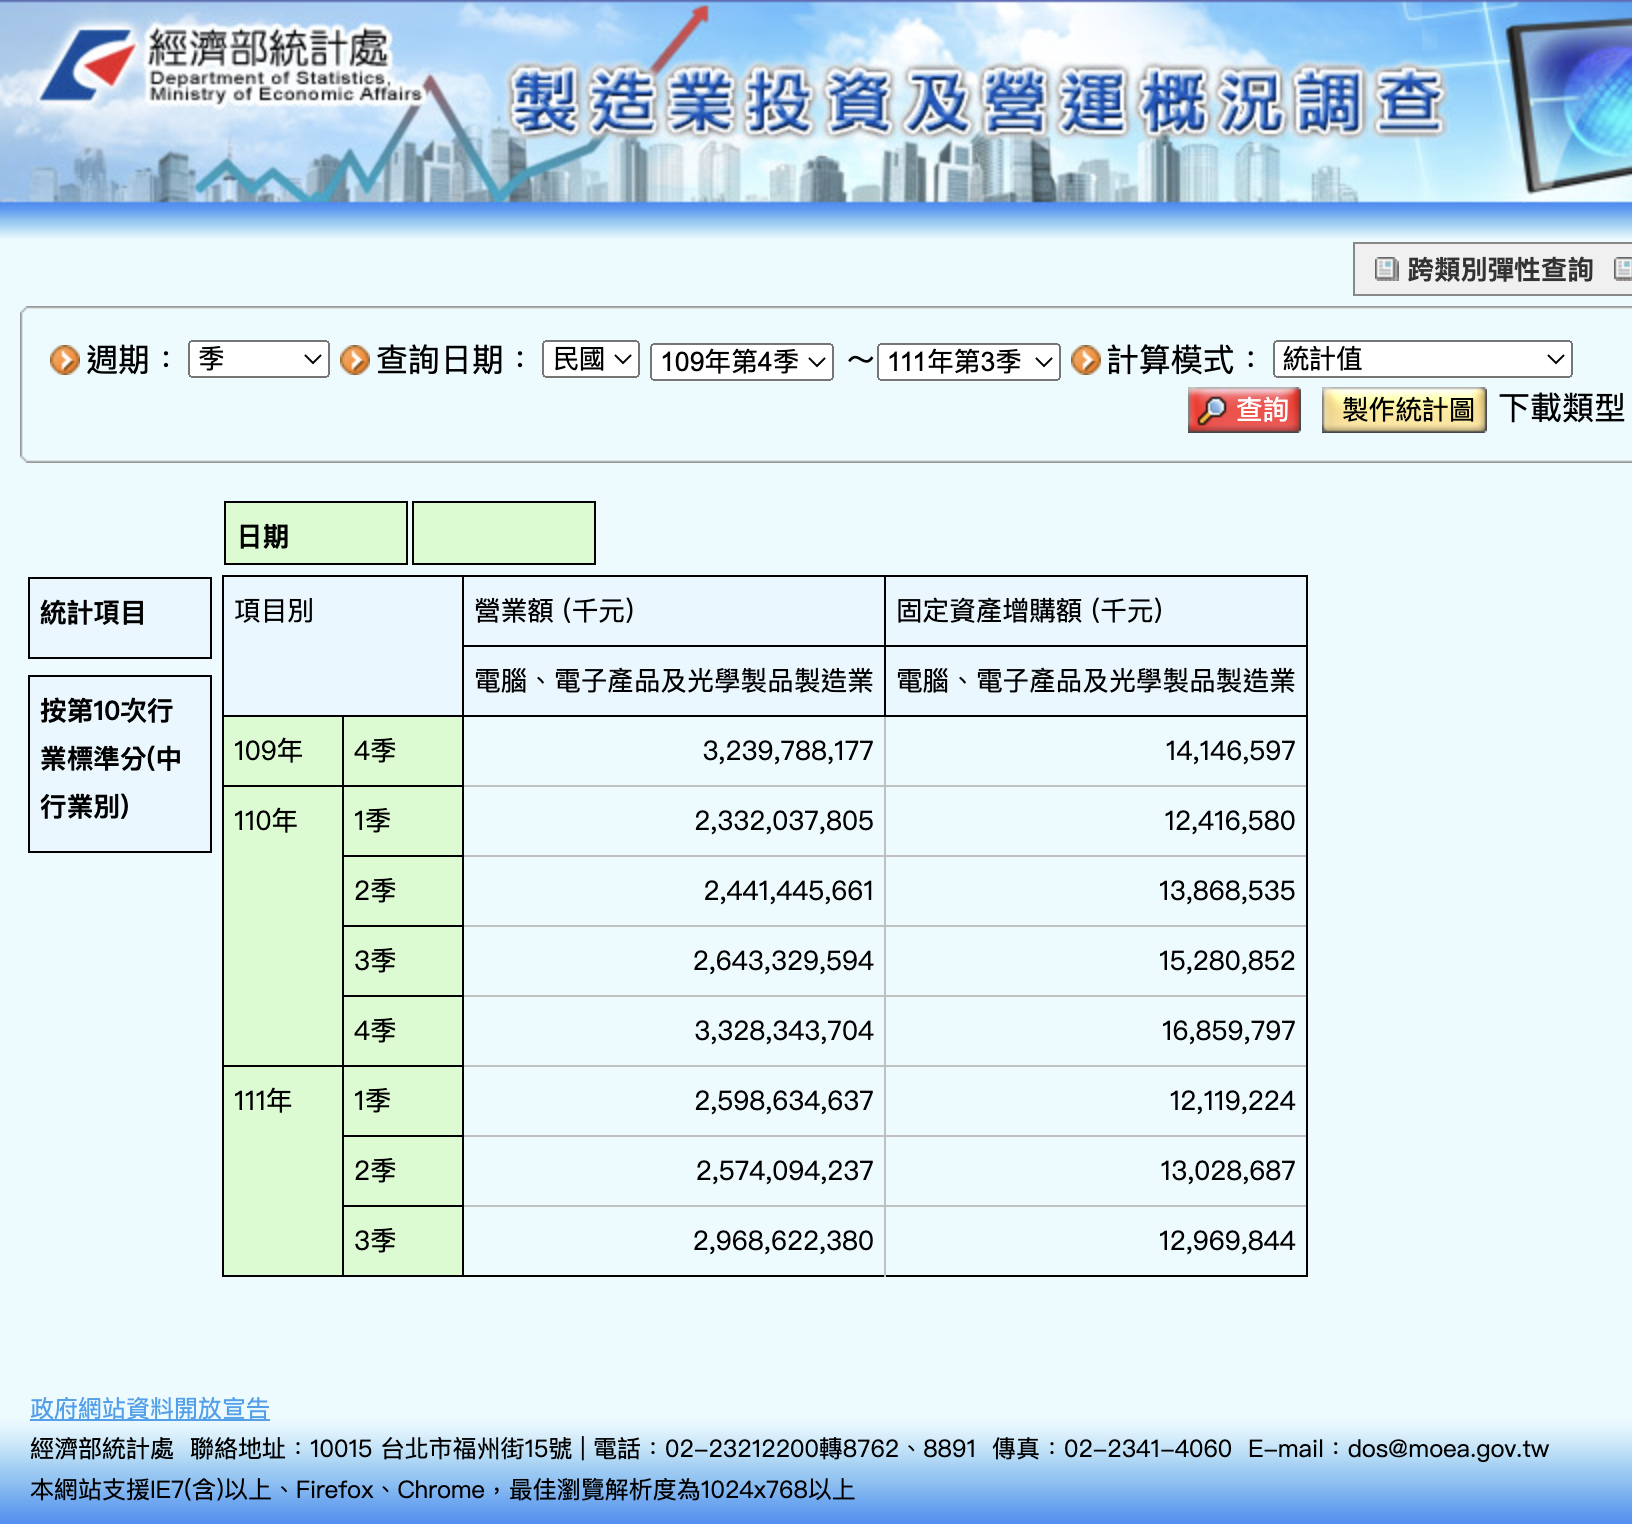 經濟部統計處
Department of Statistics,
Ministry of Economic Affairs
製造業投資及營運概況調查
跨類別彈性查詢
週期： 季 查詢日期： 民國 109年第4季 ～ 111年第3季 計算模式： 統計值
查詢 製作統計圖 下載類型
日期
統計項目
按第10次行
業標準分(中
行業別)
項目別 營業額 (千元) 固定資產增購額 (千元)
電腦、電子產品及光學製品製造業 電腦、電子產品及光學製品製造業
109年 4季 3,239,788,177 14,146,597
110年 1季 2,332,037,805 12,416,580
2季 2,441,445,661 13,868,535
3季 2,643,329,594 15,280,852
4季 3,328,343,704 16,859,797
111年 1季 2,598,634,637 12,119,224
2季 2,574,094,237 13,028,687
3季 2,968,622,380 12,969,844
政府網站資料開放宣告
經濟部統計處 聯絡地址：10015 台北市福州街15號 | 電話：02-23212200轉8762、8891 傳真：02-2341-4060 E-mail：dos@moea.gov.tw
本網站支援IE7(含)以上、Firefox、Chrome，最佳瀏覽解析度為1024x768以上